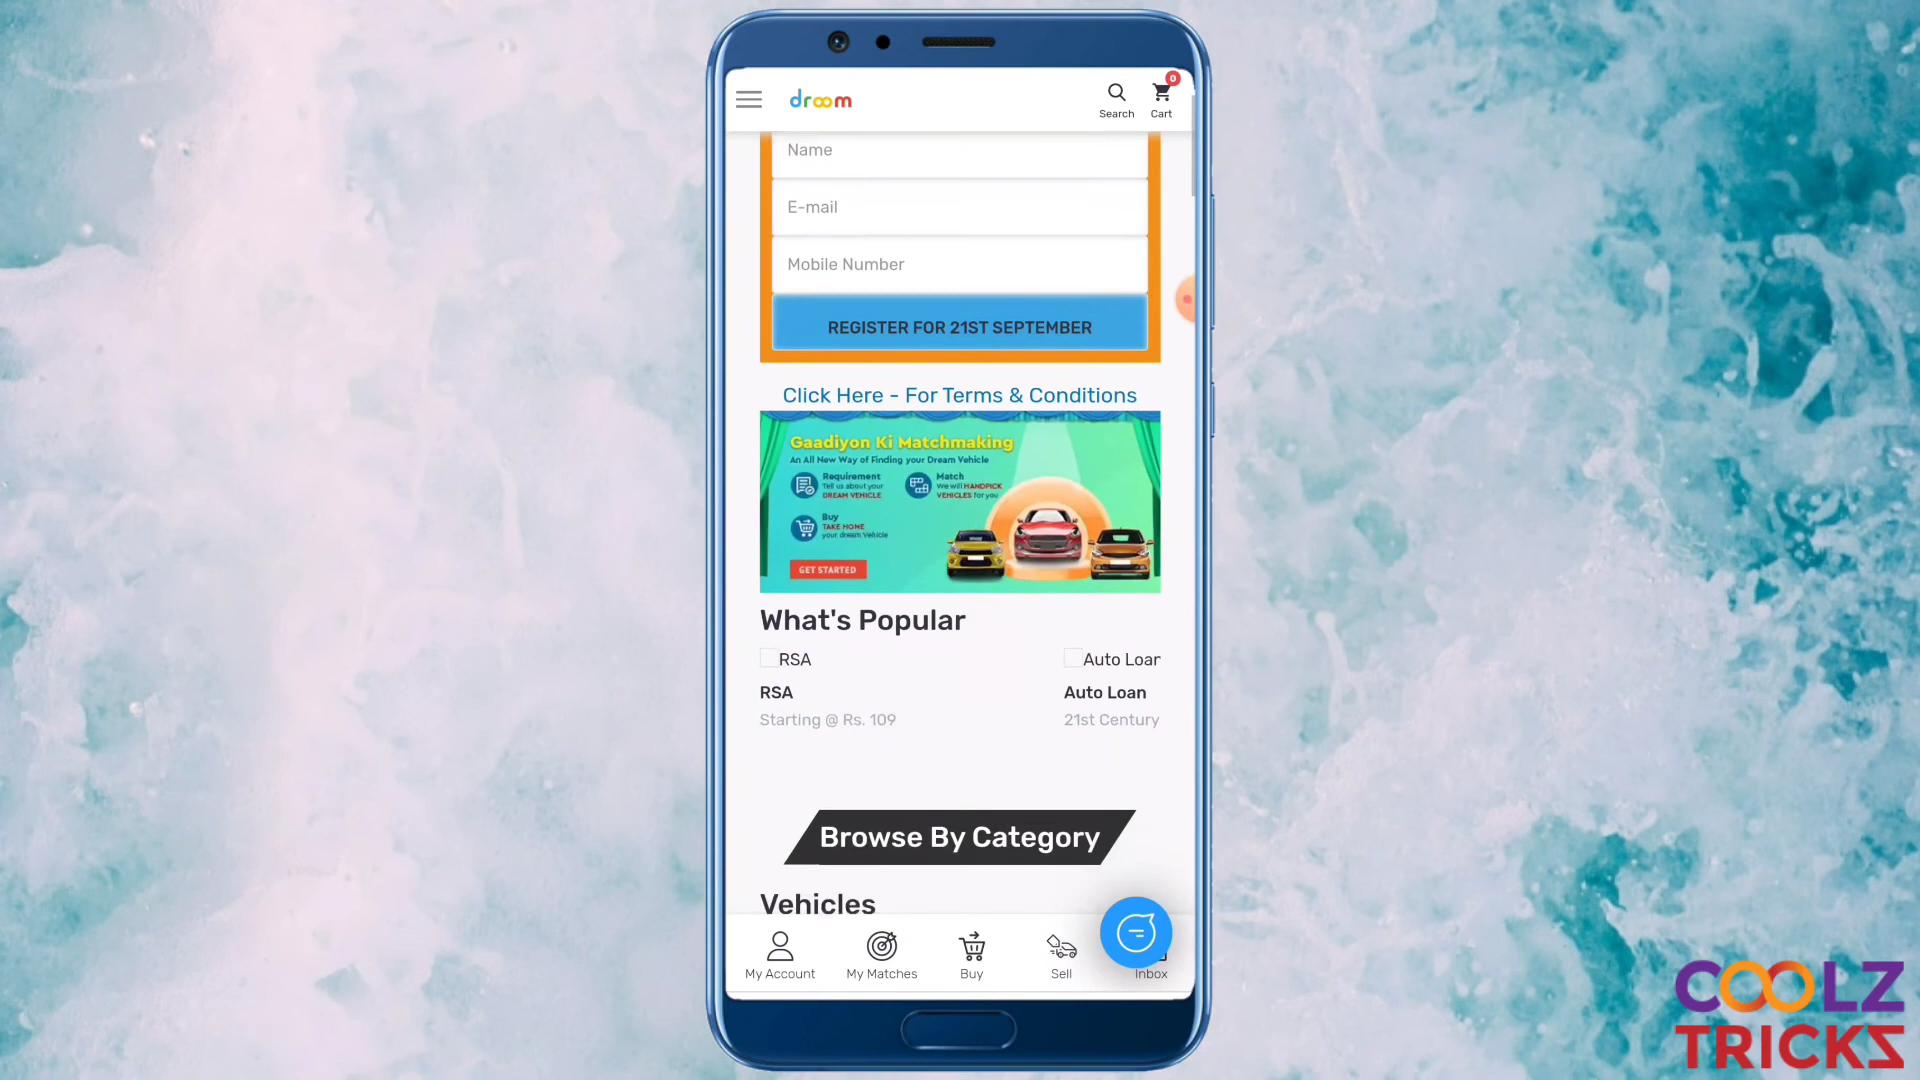 droom
Search
0
Cart
Name
E-mail
Mobile Number
REGISTER FOR 21ST SEPTEMBER
Click Here - For Terms & Conditions
Gaadiyon Ki Matchmaking
An All New Way of Finding your Dream Vehicle
Requirement
Tell us about your
DREAM VEHICLE
Match
We will HANDPICK
VEHICLES for you
Buy
TAKE HOME
your dream Vehicle
GET STARTED
What's Popular
RSA
Auto Loar
RSA
Auto Loan
Starting @ Rs. 109
21st Century
Browse By Category
Vehicles
My Account
My Matches
Buy
Sell
Inbox
COOLZ
TRICKS